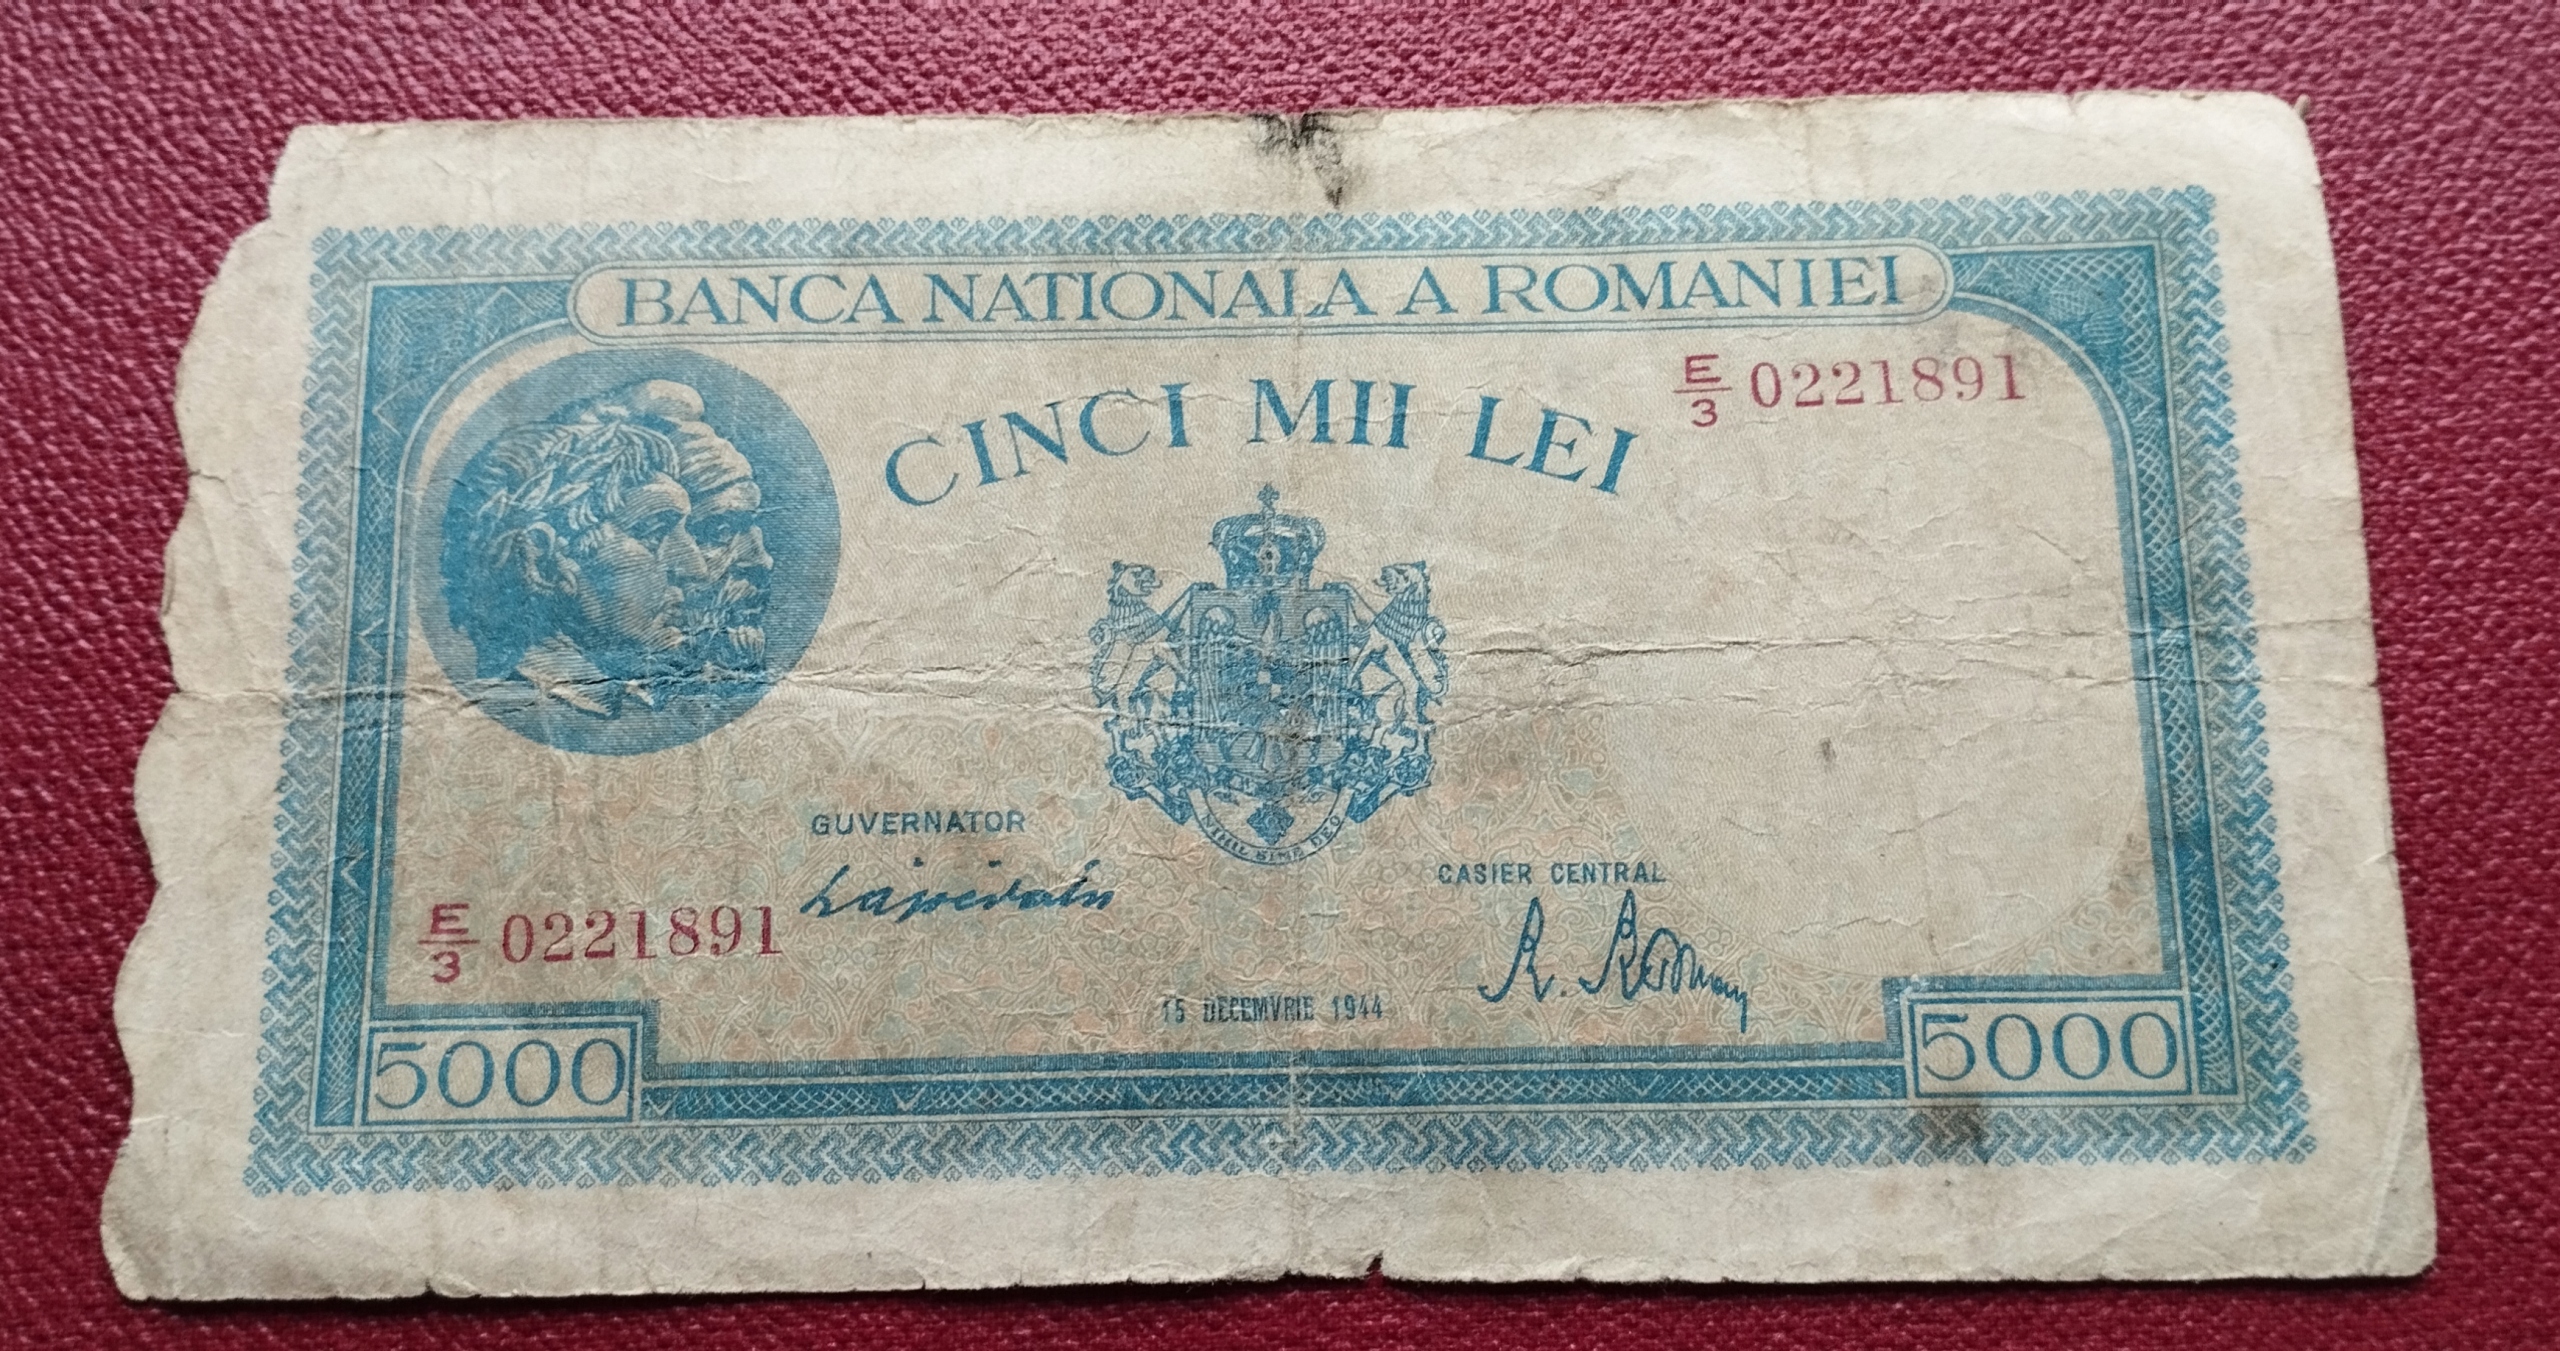 BANCA NATIONALA A ROMANIEI
CINCI MII LEI
E/3 0221891
NIHIL SINE DEO
GUVERNATOR
CASIER CENTRAL
E/3 0221891
15 DECEMVRIE 1944
5000
5000